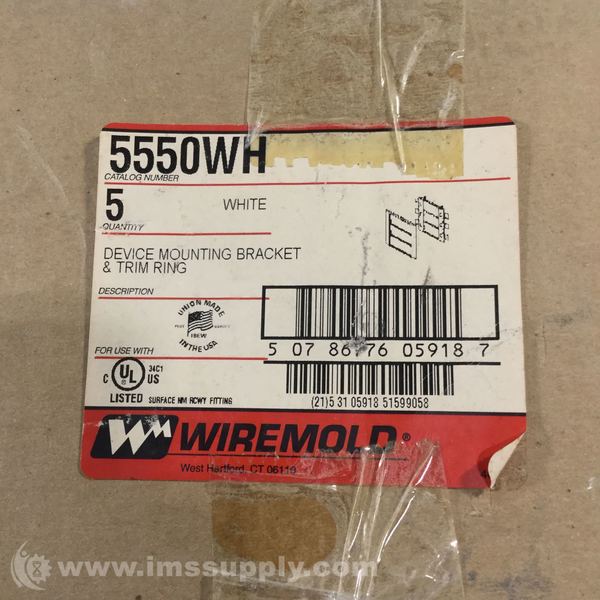 5550WH
CATALOG NUMBER
5
WHITE
QUANTITY
DEVICE MOUNTING BRACKET
& TRIM RING
DESCRIPTION
UNION MADE
IBEW
IN THE USA
FOR USE WITH
5 07 86776 05918 7
C UL US
34C1
LISTED SURFACE NM RCWY FITTING
(21)5 31 05918 51599058
WIREMOLD®
West Hartford, CT 06110
www.imssupply.com